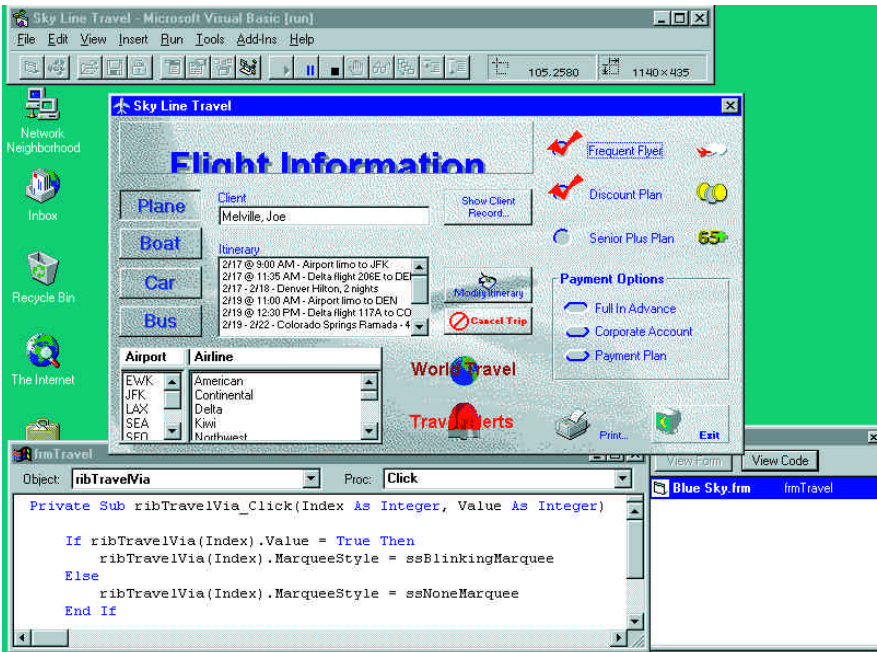 Sky Line Travel - Microsoft Visual Basic [run]
File Edit View Insert Run Tools Add-Ins Help
105.2580 1140×435
Network
Neighborhood
Inbox
Recycle Bin
The Internet
Sky Line Travel
Flight Information
Plane
Boat
Car
Bus
Client
Melville, Joe
Show Client
Record...
Itinerary
2/17 @ 9:00 AM - Airport limo to JFK
2/17 @ 11:35 AM - Delta flight 206E to DEN
2/17 - 2/18 - Denver Hilton, 2 nights
2/19 @ 11:00 AM - Airport limo to DEN
2/19 @ 12:30 PM - Delta flight 117A to CO
2/19 - 2/22 - Colorado Springs Ramada - 4
Modify Itinerary
Cancel Trip
Frequent Flyer
Discount Plan
Senior Plus Plan 65
Payment Options
Full In Advance
Corporate Account
Payment Plan
Airport Airline
EWK
JFK
LAX
SEA
SFO
American
Continental
Delta
Kiwi
Northwest
World Travel
Travel Alerts
Print...
Exit
frmTravel
Object: ribTravelVia Proc: Click
Private Sub ribTravelVia_Click(Index As Integer, Value As Integer)
If ribTravelVia(Index).Value = True Then
ribTravelVia(Index).MarqueeStyle = ssBlinkingMarquee
Else
ribTravelVia(Index).MarqueeStyle = ssNoneMarquee
End If
View Form View Code
Blue Sky.frm frmTravel